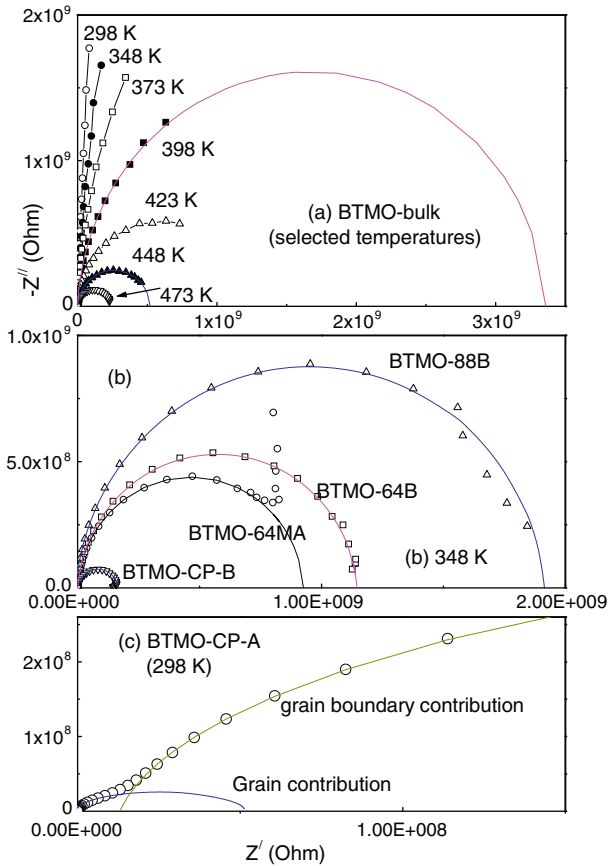 2x10⁹
298 K
348 K
373 K
398 K
1x10⁹
423 K
(a) BTMO-bulk
(selected temperatures)
448 K
473 K
0
0 1x10⁹ 2x10⁹ 3x10⁹
-Z// (Ohm)
1.0x10⁹
(b)
BTMO-88B
5.0x10⁸
BTMO-64B
BTMO-64MA
(b) 348 K
BTMO-CP-B
0.0
0.00E+000 1.00E+009 2.00E+009
(c) BTMO-CP-A
(298 K)
2x10⁸
grain boundary contribution
1x10⁸
Grain contribution
0
0.00E+000 1.00E+008
Z/ (Ohm)